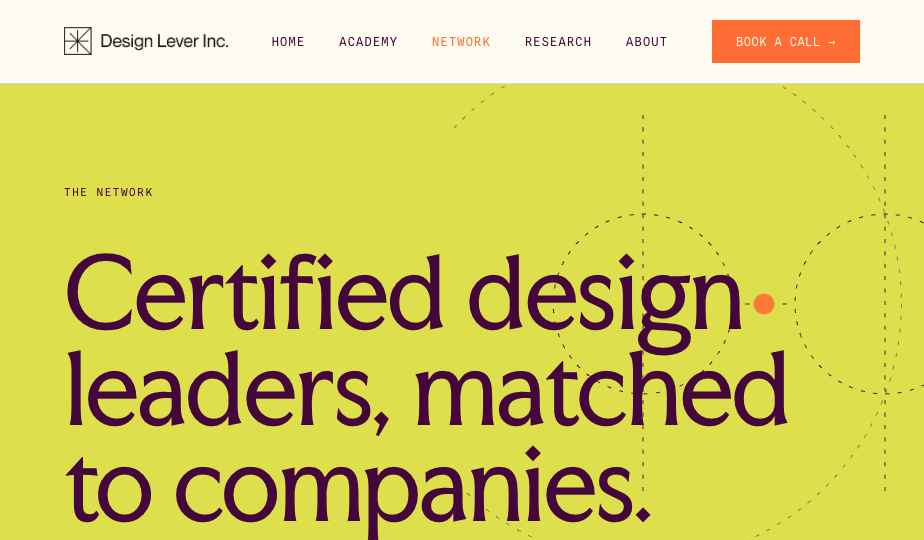 Design Lever Inc.
HOME ACADEMY NETWORK RESEARCH ABOUT BOOK A CALL →
THE NETWORK
Certified design
leaders, matched
to companies.